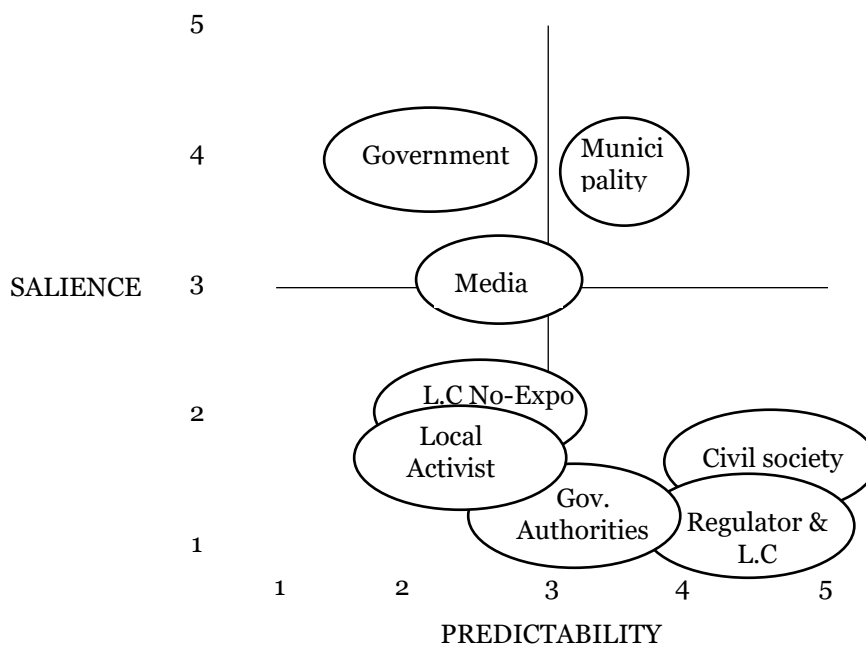 5
4
Government
Munici
pality
SALIENCE
3
Media
2
L.C No-Expo
Local
Activist
Civil society
Gov.
Authorities
Regulator &
L.C
1
1 2 3 4 5
PREDICTABILITY